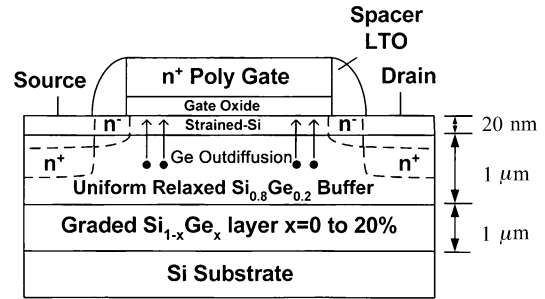 Spacer
LTO
n⁺ Poly Gate
Source
Drain
Gate Oxide
n⁻
Strained-Si
n⁻
20 nm
n⁺
Ge Outdiffusion
n⁺
Uniform Relaxed Si₀.₈Ge₀.₂ Buffer
1 μm
Graded Si₁₋ₓGeₓ layer x=0 to 20%
1 μm
Si Substrate